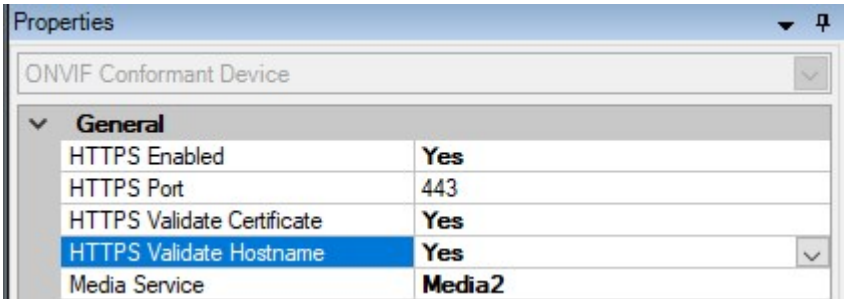 Properties
ONVIF Conformant Device
General
HTTPS Enabled Yes
HTTPS Port 443
HTTPS Validate Certificate Yes
HTTPS Validate Hostname Yes
Media Service Media2